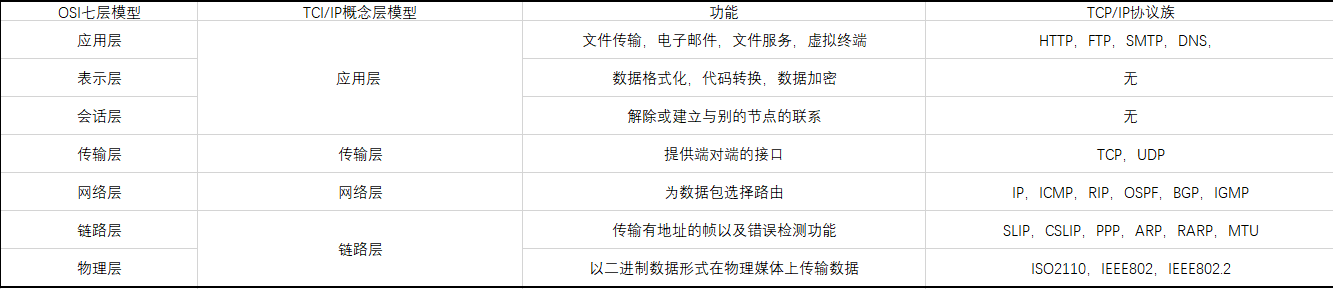 OSI七层模型 TCI/IP概念层模型 功能 TCP/IP协议族
应用层 文件传输，电子邮件，文件服务，虚拟终端 HTTP，FTP，SMTP，DNS，
表示层 应用层 数据格式化，代码转换，数据加密 无
会话层 解除或建立与别的节点的联系 无
传输层 传输层 提供端对端的接口 TCP，UDP
网络层 网络层 为数据包选择路由 IP，ICMP，RIP，OSPF，BGP，IGMP
链路层 传输有地址的帧以及错误检测功能 SLIP，CSLIP，PPP，ARP，RARP，MTU
链路层
物理层 以二进制数据形式在物理媒体上传输数据 ISO2110，IEEE802，IEEE802.2